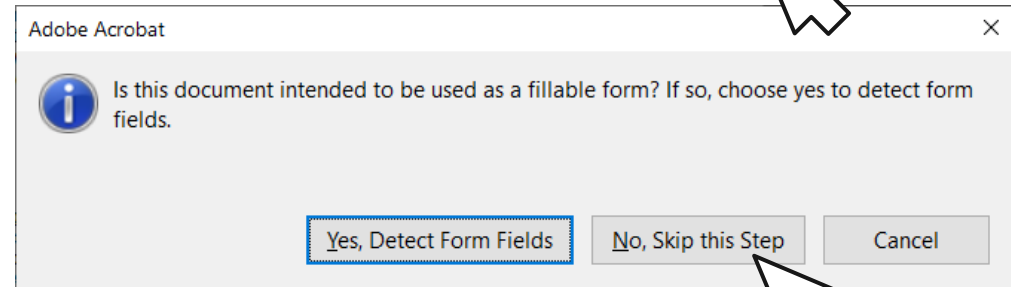 Adobe Acrobat
Is this document intended to be used as a fillable form? If so, choose yes to detect form
fields.
Yes, Detect Form Fields No, Skip this Step Cancel